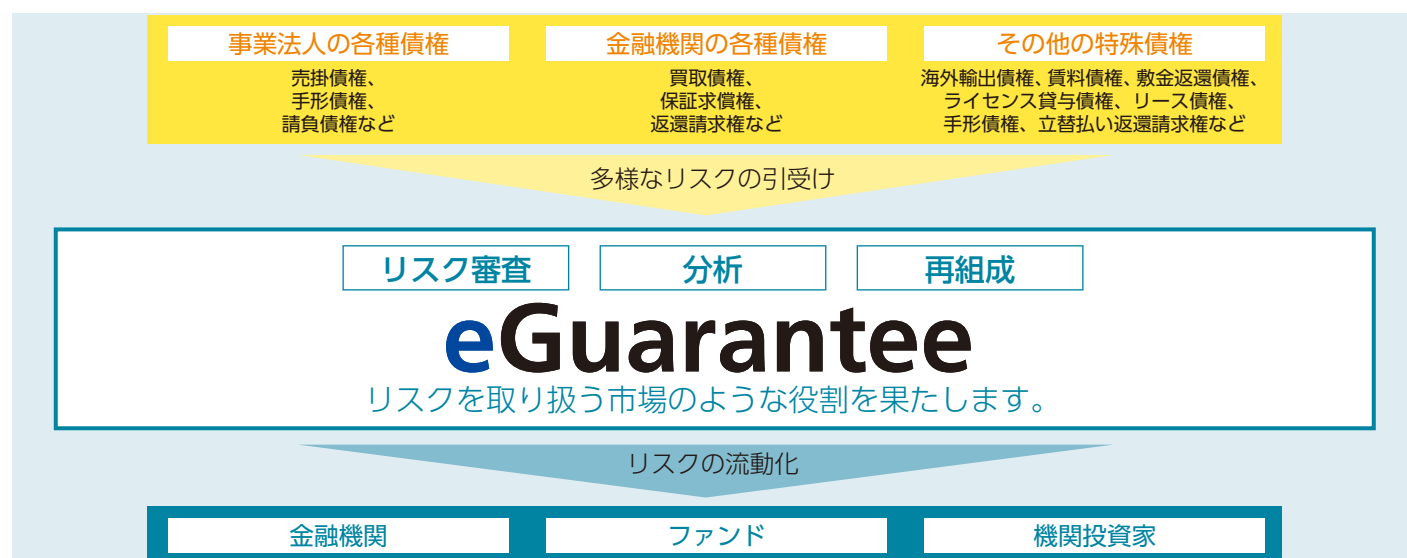 事業法人の各種債権
金融機関の各種債権
その他の特殊債権
売掛債権、
手形債権、
請負債権など
買取債権、
保証求償権、
返還請求権など
海外輸出債権、賃料債権、敷金返還債権、
ライセンス貸与債権、リース債権、
手形債権、立替払い返還請求権など
多様なリスクの引受け
リスク審査
分析
再組成
eGuarantee
リスクを取り扱う市場のような役割を果たします。
リスクの流動化
金融機関
ファンド
機関投資家